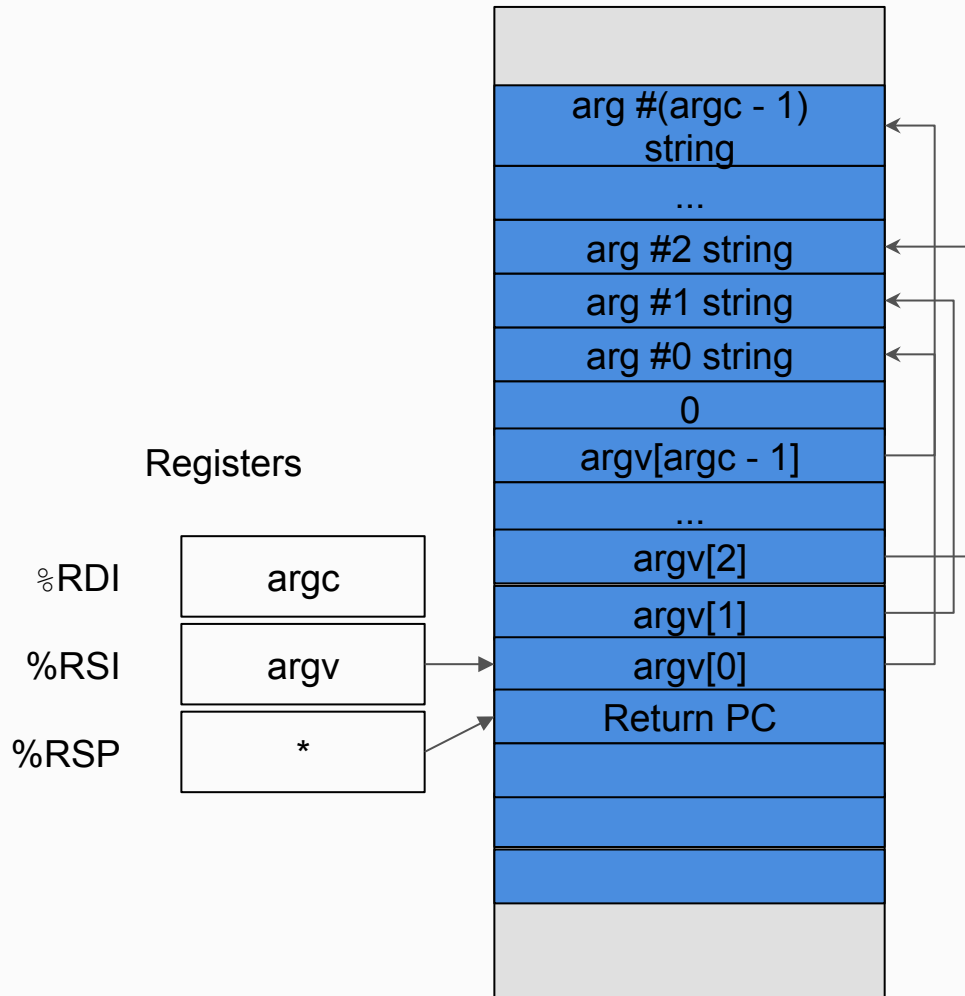 arg #(argc - 1)
string
...
arg #2 string
arg #1 string
arg #0 string
0
argv[argc - 1]
...
argv[2]
argv[1]
argv[0]
Return PC
Registers
%RDI argc
%RSI argv
%RSP *